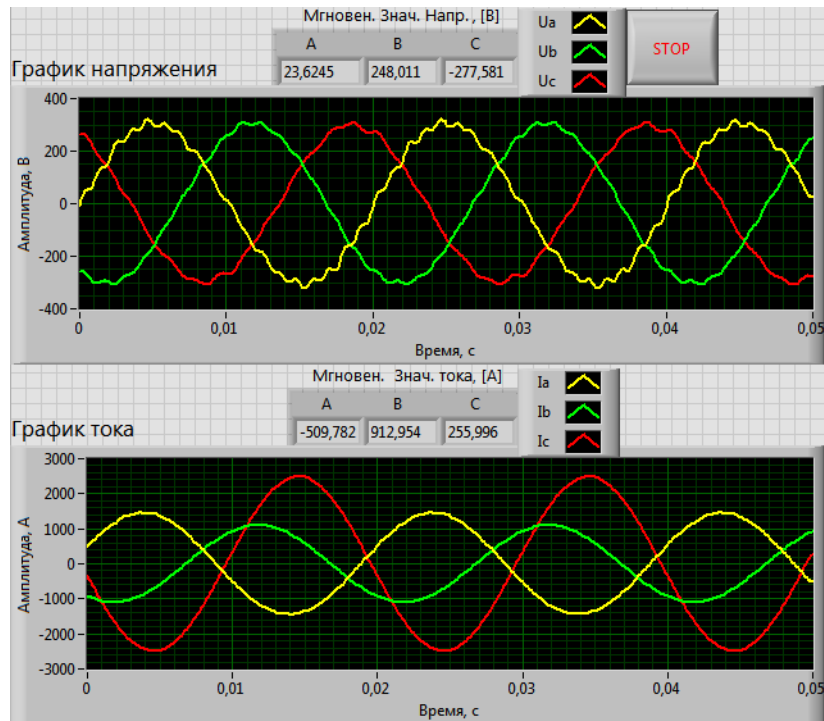 Мгновен. Знач. Напр., [В]
A B C
23,6245 248,011 -277,581
Ua
Ub
Uc
STOP
График напряжения
400
200
0
-200
-400
Амплитуда, В
0 0,01 0,02 0,03 0,04 0,05
Время, с
Мгновен. Знач. тока, [А]
A B C
-509,782 912,954 255,996
Ia
Ib
Ic
График тока
3000
2000
1000
0
-1000
-2000
-3000
Амплитуда, А
0 0,01 0,02 0,03 0,04 0,05
Время, с